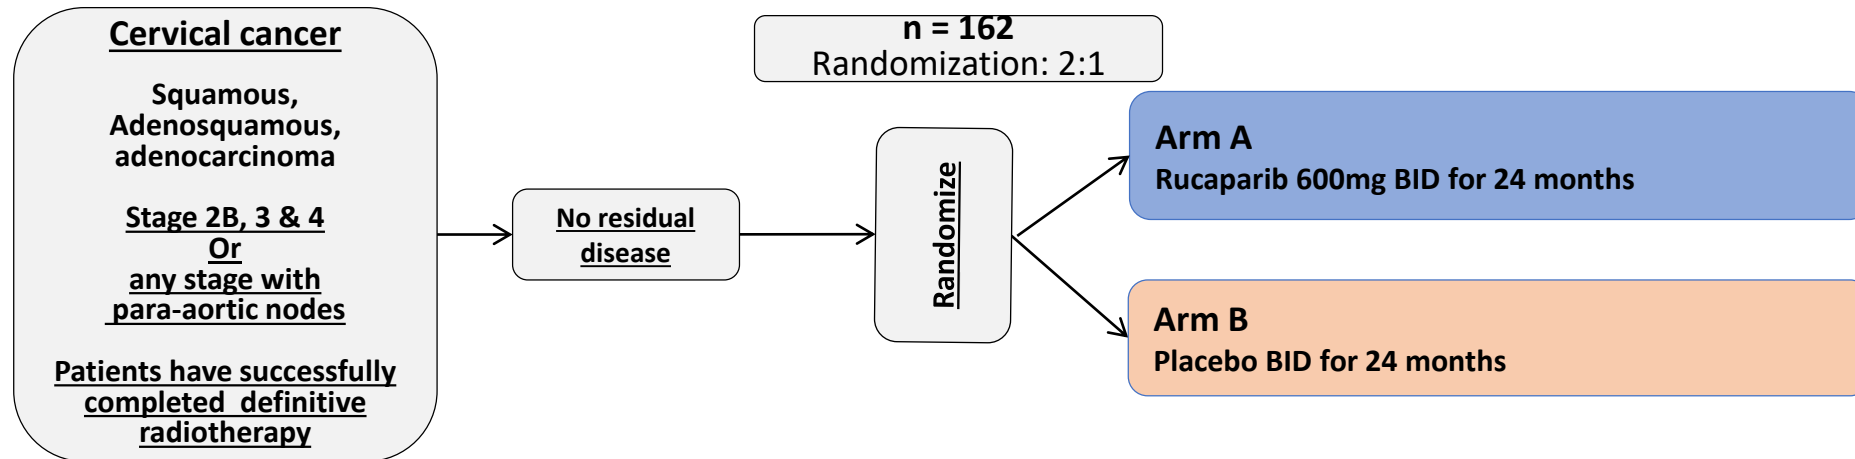 Cervical cancer
Squamous,
Adenosquamous,
adenocarcinoma
Stage 2B, 3 & 4
Or
any stage with
para-aortic nodes
Patients have successfully
completed definitive
radiotherapy
No residual
disease
n = 162
Randomization: 2:1
Randomize
Arm A
Rucaparib 600mg BID for 24 months
Arm B
Placebo BID for 24 months